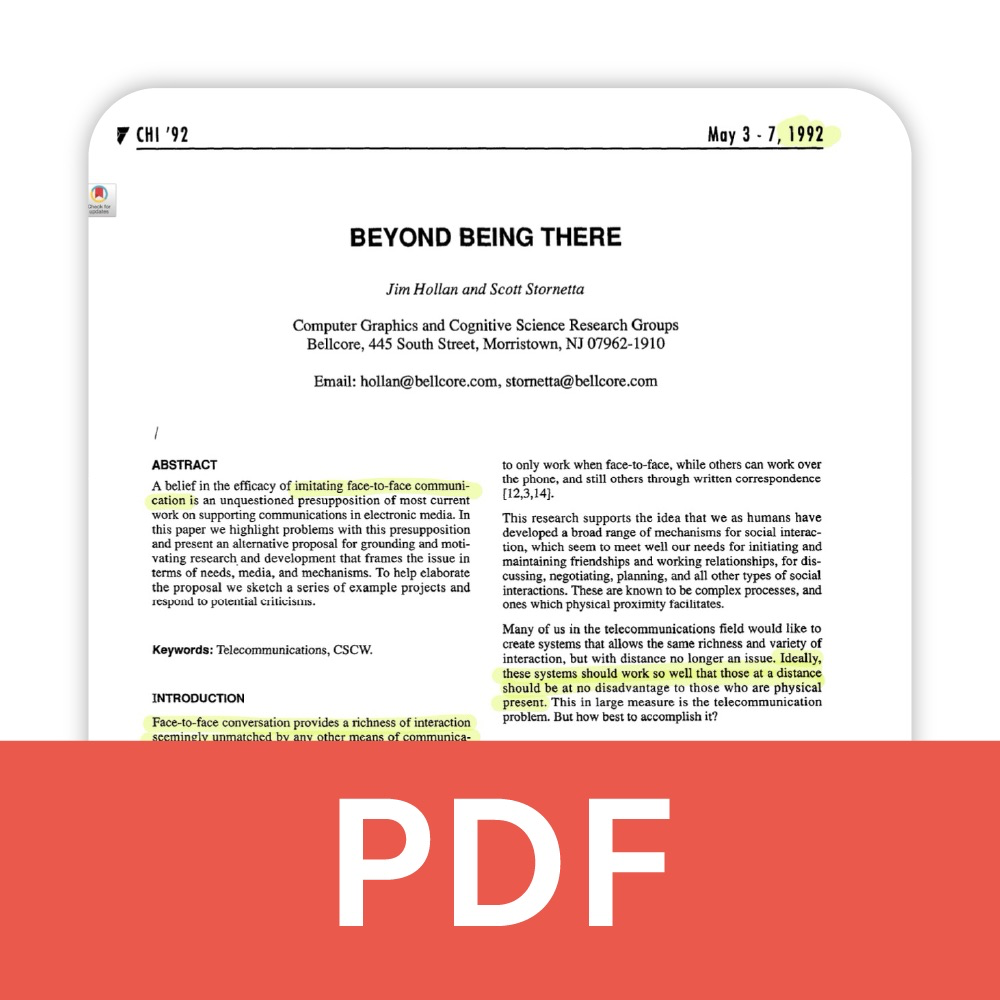 CHI '92
May 3 - 7, 1992
Check for
updates
BEYOND BEING THERE
Jim Hollan and Scott Stornetta
Computer Graphics and Cognitive Science Research Groups
Bellcore, 445 South Street, Morristown, NJ 07962-1910
Email: hollan@bellcore.com, stornetta@bellcore.com
/
ABSTRACT
A belief in the efficacy of imitating face-to-face communi-
cation is an unquestioned presupposition of most current
work on supporting communications in electronic media. In
this paper we highlight problems with this presupposition
and present an alternative proposal for grounding and moti-
vating research and development that frames the issue in
terms of needs, media, and mechanisms. To help elaborate
the proposal we sketch a series of example projects and
respond to potential criticisms.
Keywords: Telecommunications, CSCW.
INTRODUCTION
Face-to-face conversation provides a richness of interaction
seemingly unmatched by any other means of communica-
to only work when face-to-face, while others can work over
the phone, and still others through written correspondence
[12,3,14].
This research supports the idea that we as humans have
developed a broad range of mechanisms for social interac-
tion, which seem to meet well our needs for initiating and
maintaining friendships and working relationships, for dis-
cussing, negotiating, planning, and all other types of social
interactions. These are known to be complex processes, and
ones which physical proximity facilitates.
Many of us in the telecommunications field would like to
create systems that allows the same richness and variety of
interaction, but with distance no longer an issue. Ideally,
these systems should work so well that those at a distance
should be at no disadvantage to those who are physical
present. This in large measure is the telecommunication
problem. But how best to accomplish it?
PDF